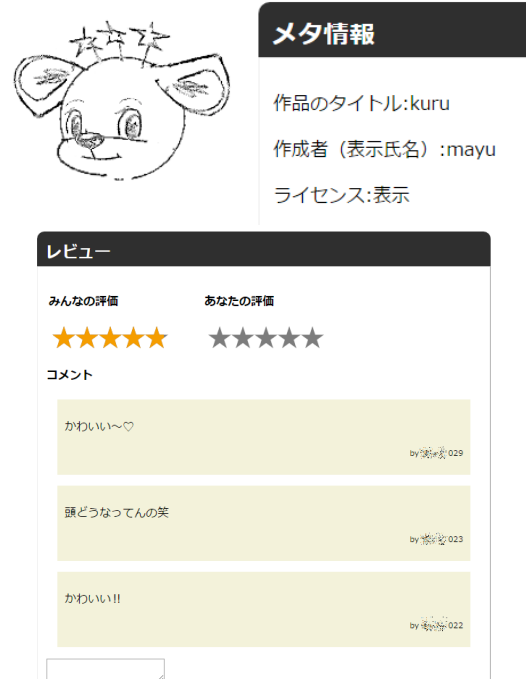 メタ情報
作品のタイトル:kuru
作成者（表示氏名）:mayu
ライセンス:表示
レビュー
みんなの評価 あなたの評価
★★★★★ ★★★★★
コメント
かわいい～♡
by 029
頭どうなってんの笑
by 023
かわいい!!
by 022